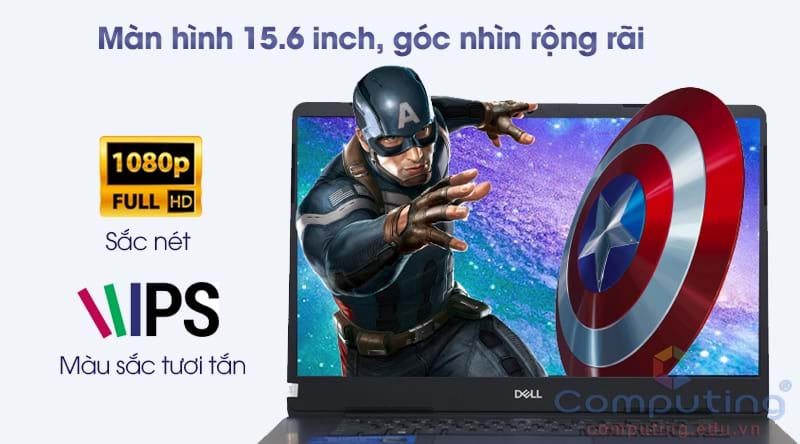 Màn hình 15.6 inch, góc nhìn rộng rãi
A
1080p
FULL HD
Sắc nét
IPS
Màu sắc tươi tắn
DELL
Computing®
computing.edu.vn